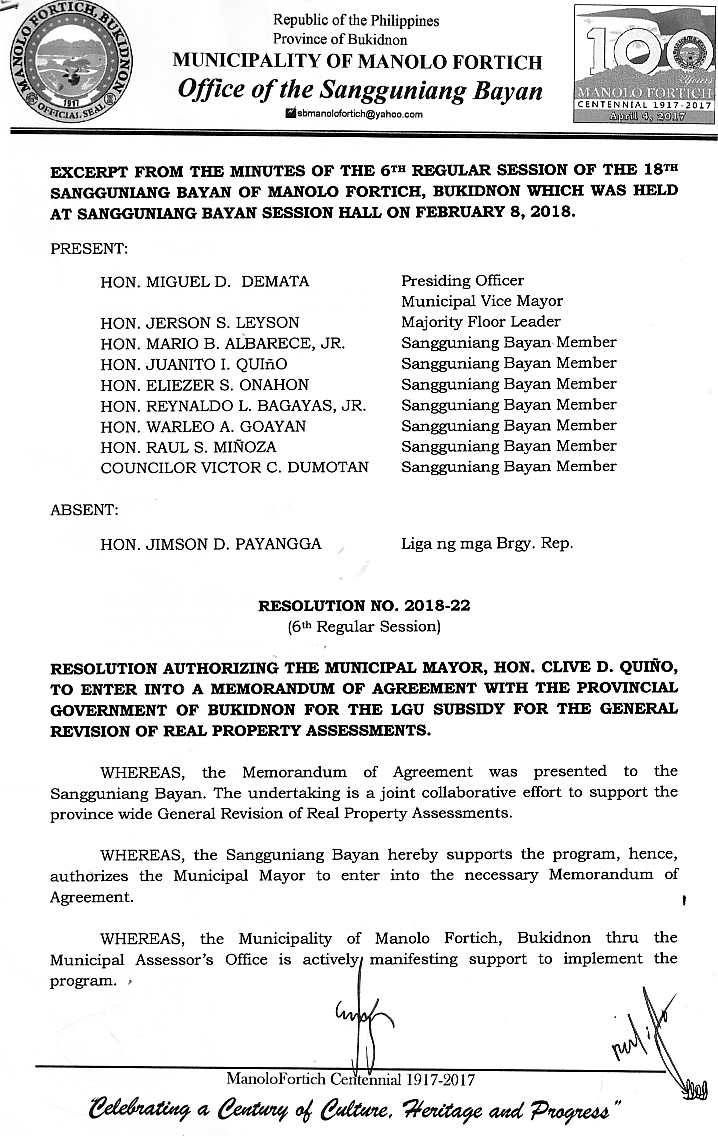 Republic of the Philippines
Province of Bukidnon
MUNICIPALITY OF MANOLO FORTICH
Office of the Sangguniang Bayan
sbmanolofortich@yahoo.com
MANOLO FORTICH, BUKIDNON
1917
OFFICIAL SEAL
100
Years
MANOLO FORTICH
CENTENNIAL 1917-2017
April 4, 2017
EXCERPT FROM THE MINUTES OF THE 6TH REGULAR SESSION OF THE 18TH
SANGGUNIANG BAYAN OF MANOLO FORTICH, BUKIDNON WHICH WAS HELD
AT SANGGUNIANG BAYAN SESSION HALL ON FEBRUARY 8, 2018.
PRESENT:
HON. MIGUEL D. DEMATA Presiding Officer
Municipal Vice Mayor
HON. JERSON S. LEYSON Majority Floor Leader
HON. MARIO B. ALBARECE, JR. Sangguniang Bayan Member
HON. JUANITO I. QUIñO Sangguniang Bayan Member
HON. ELIEZER S. ONAHON Sangguniang Bayan Member
HON. REYNALDO L. BAGAYAS, JR. Sangguniang Bayan Member
HON. WARLEO A. GOAYAN Sangguniang Bayan Member
HON. RAUL S. MIÑOZA Sangguniang Bayan Member
COUNCILOR VICTOR C. DUMOTAN Sangguniang Bayan Member
ABSENT:
HON. JIMSON D. PAYANGGA Liga ng mga Brgy. Rep.
RESOLUTION NO. 2018-22
(6th Regular Session)
RESOLUTION AUTHORIZING THE MUNICIPAL MAYOR, HON. CLIVE D. QUIÑO,
TO ENTER INTO A MEMORANDUM OF AGREEMENT WITH THE PROVINCIAL
GOVERNMENT OF BUKIDNON FOR THE LGU SUBSIDY FOR THE GENERAL
REVISION OF REAL PROPERTY ASSESSMENTS.
WHEREAS, the Memorandum of Agreement was presented to the
Sangguniang Bayan. The undertaking is a joint collaborative effort to support the
province wide General Revision of Real Property Assessments.
WHEREAS, the Sangguniang Bayan hereby supports the program, hence,
authorizes the Municipal Mayor to enter into the necessary Memorandum of
Agreement.
WHEREAS, the Municipality of Manolo Fortich, Bukidnon thru the
Municipal Assessor's Office is actively manifesting support to implement the
program.
ManoloFortich Centennial 1917-2017
"Celebrating a Century of Culture, Heritage and Progress"